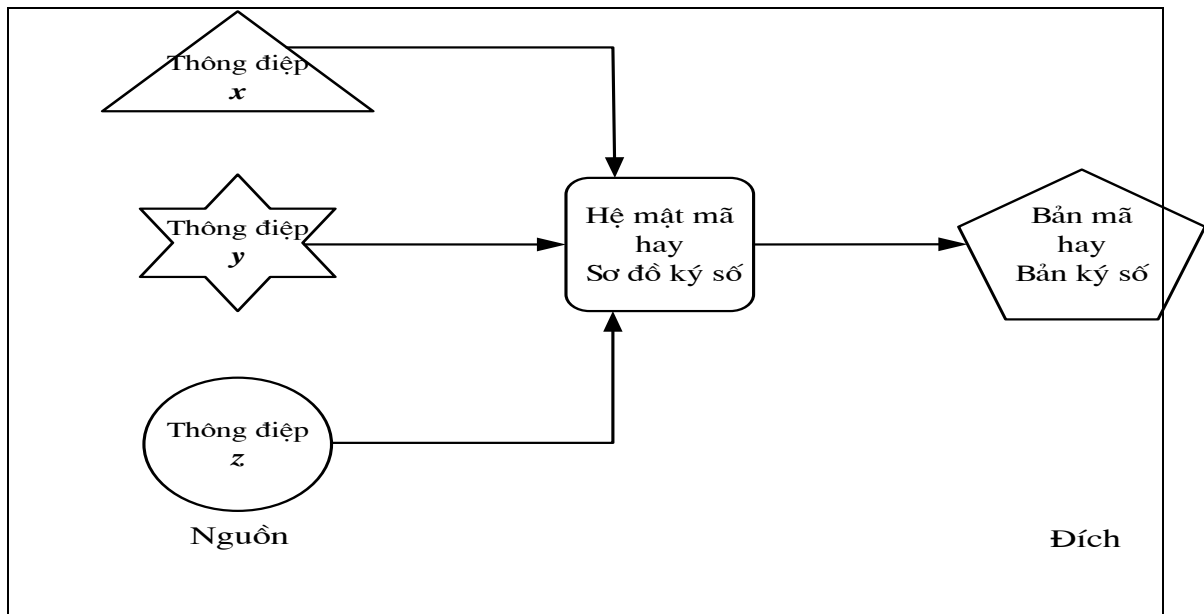 Thông điệp
x
Thông điệp
y
Hệ mật mã
hay
Sơ đồ ký số
Bản mã
hay
Bản ký số
Thông điệp
z
Nguồn
Đích